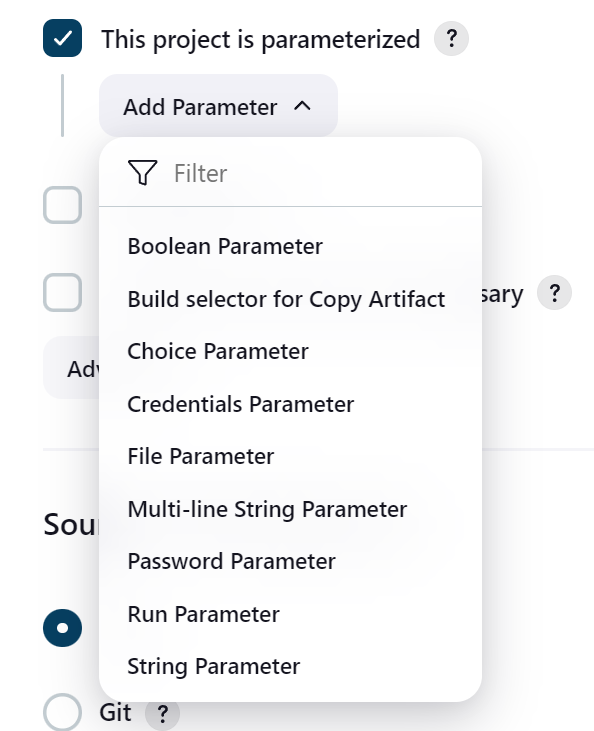 This project is parameterized ?
Add Parameter
Filter
Boolean Parameter
Build selector for Copy Artifact
?
Choice Parameter
Credentials Parameter
File Parameter
Multi-line String Parameter
Password Parameter
Run Parameter
String Parameter
Git ?